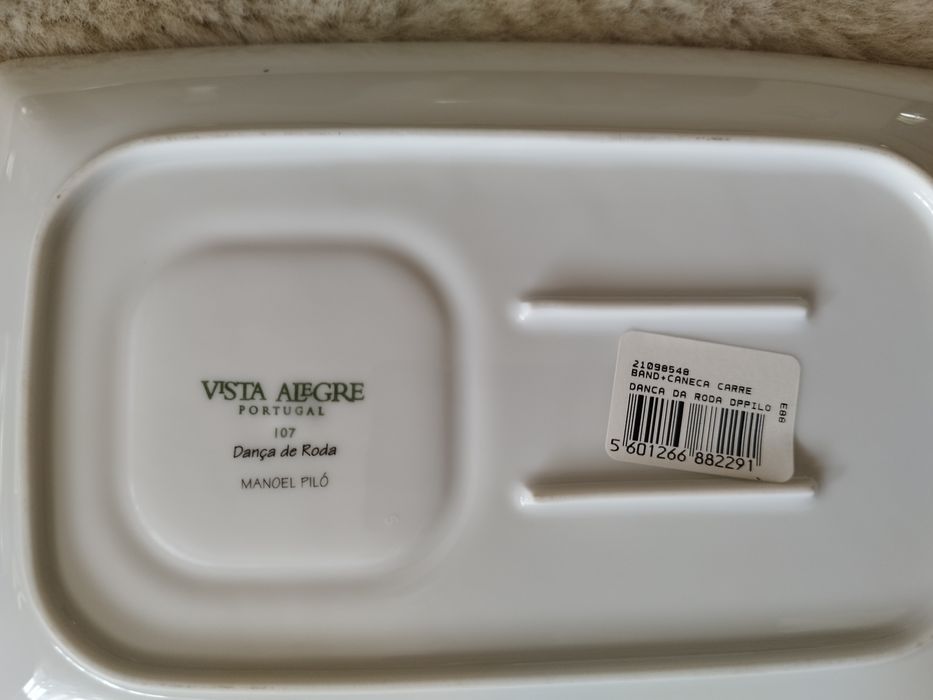 VISTA ALEGRE
PORTUGAL
107
Dança de Roda
MANOEL PILÓ
21098548
BAND+CANECA CARRE
DANCA DA RODA DPPILO
E86
5 601266 882291